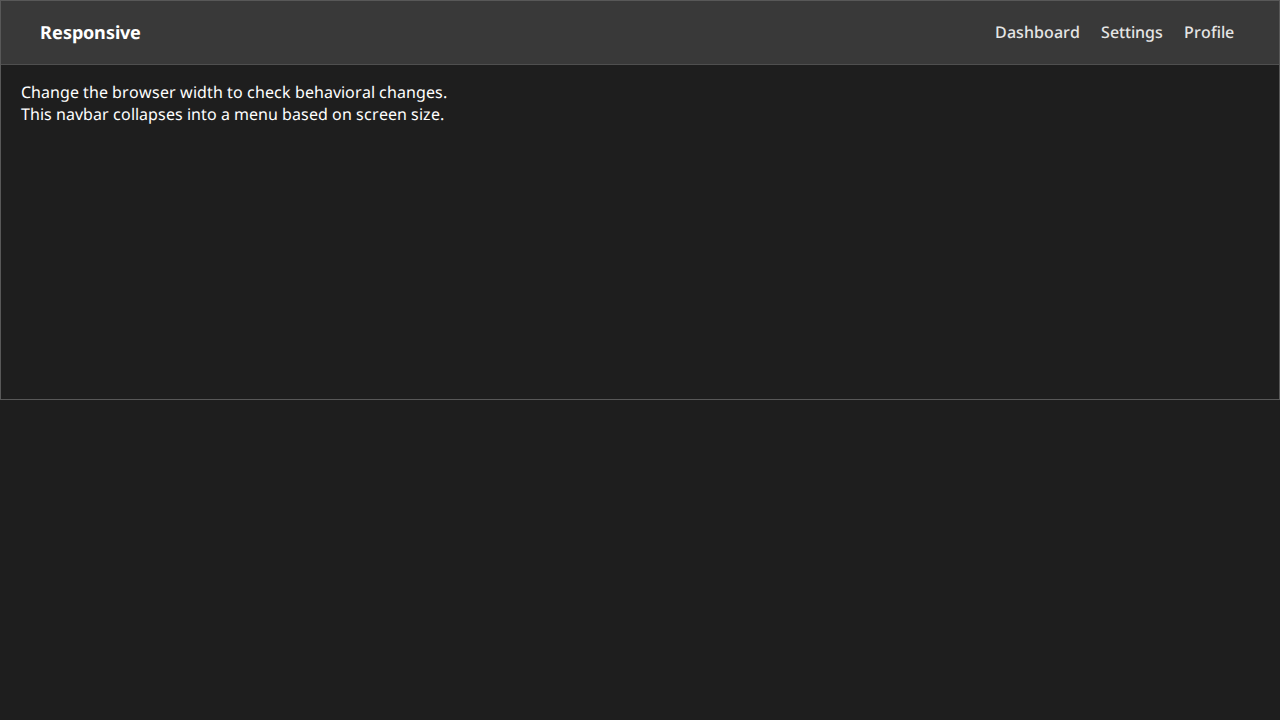 Responsive
Dashboard Settings Profile
Change the browser width to check behavioral changes.
This navbar collapses into a menu based on screen size.